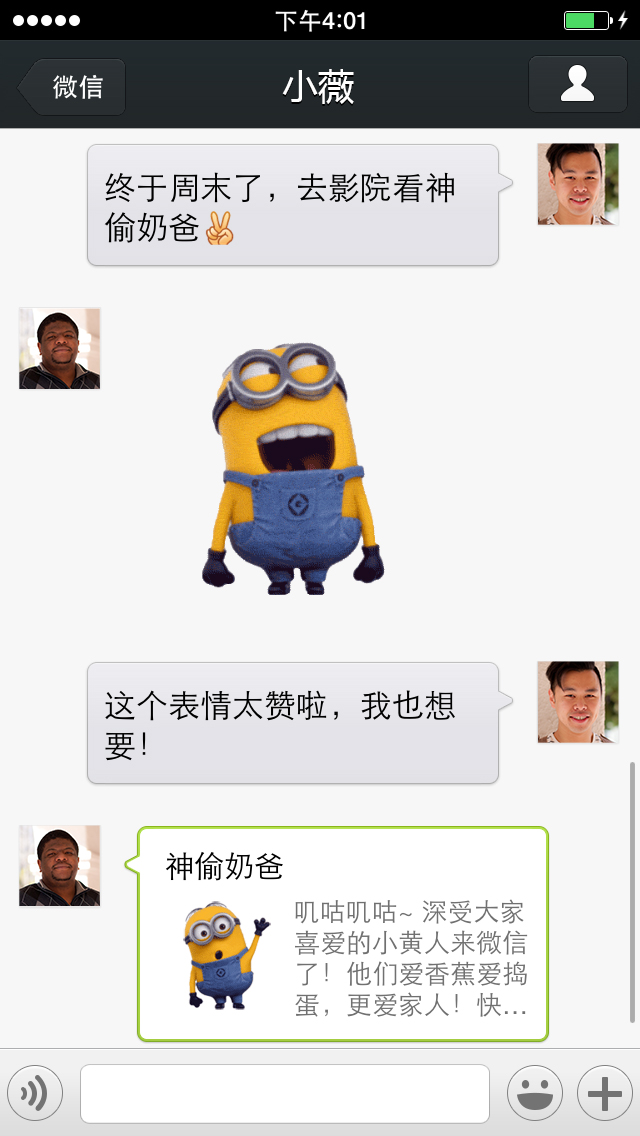 下午4:01
微信
小薇
终于周末了，去影院看神
偷奶爸✌
这个表情太赞啦，我也想
要！
神偷奶爸
叽咕叽咕~ 深受大家
喜爱的小黄人来微信
了！他们爱香蕉爱捣
蛋，更爱家人！快...